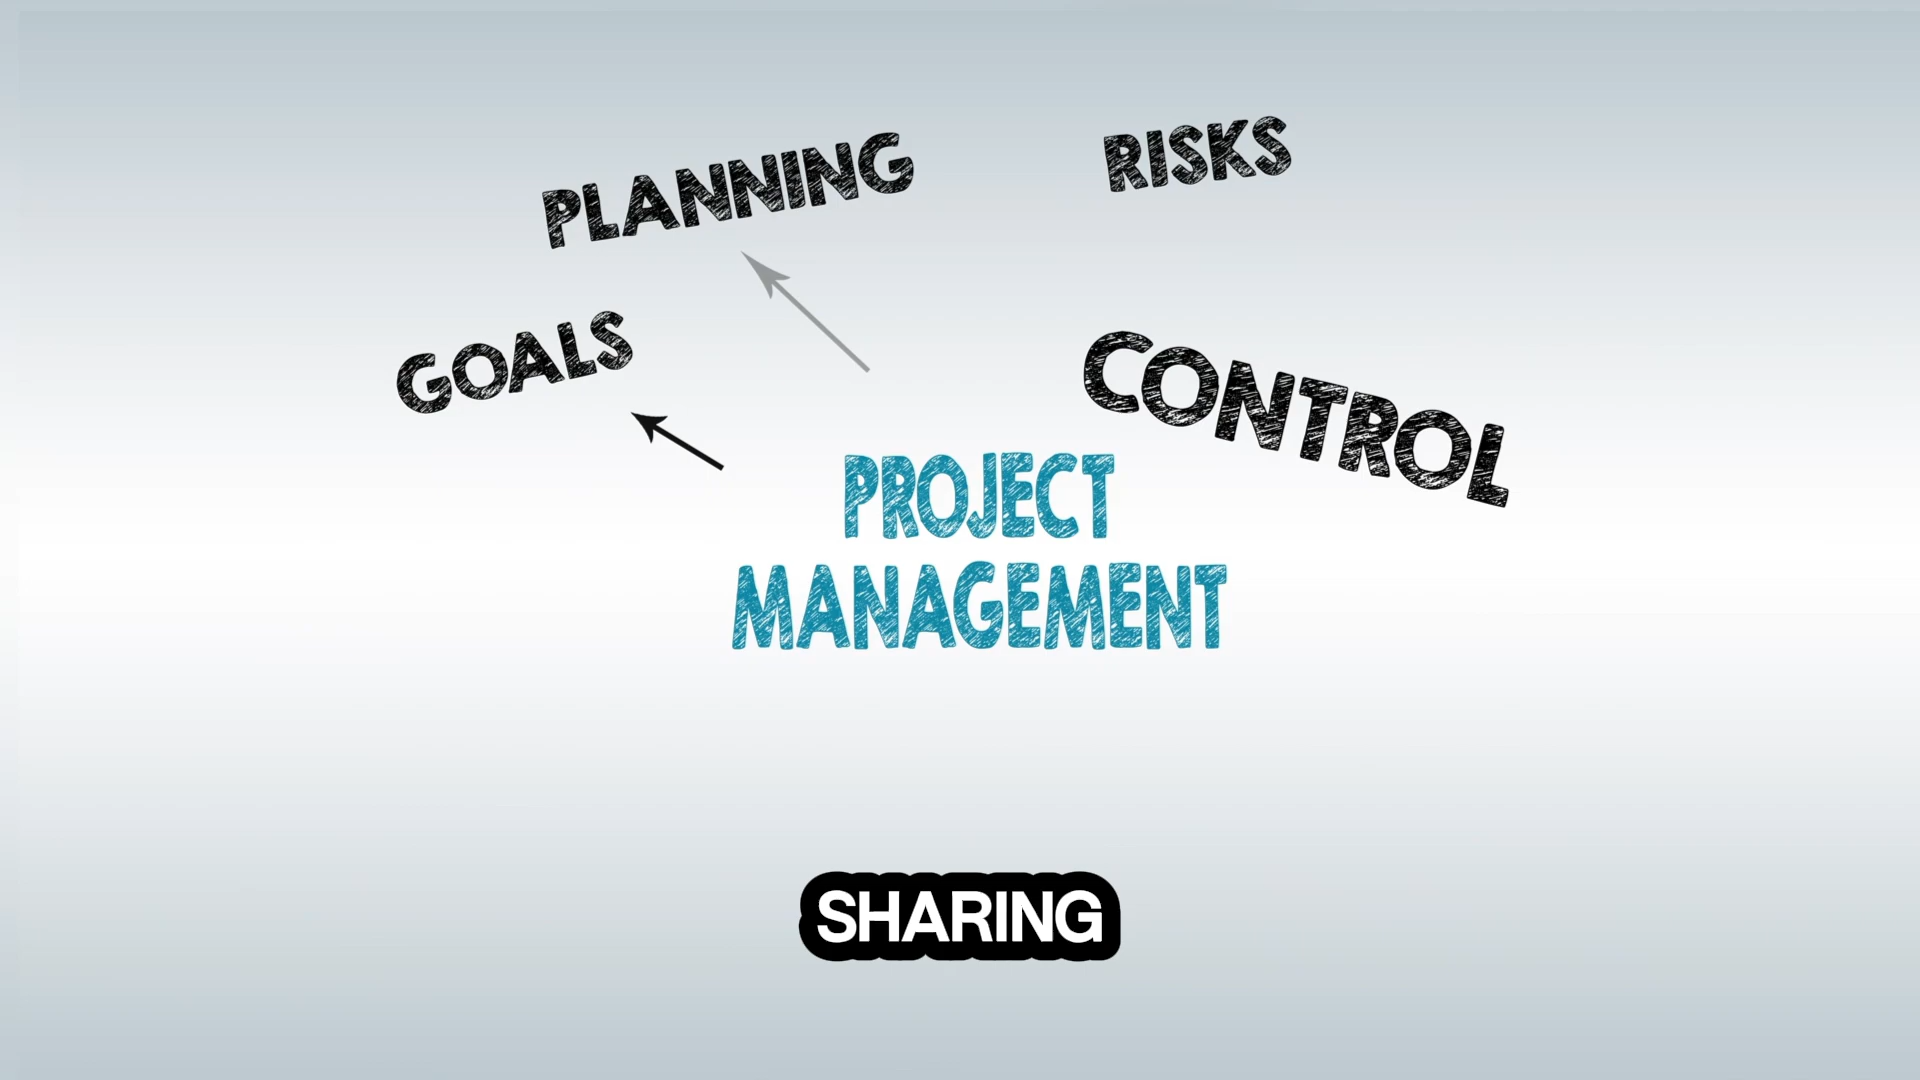 PLANNING
RISKS
GOALS
CONTROL
PROJECT
MANAGEMENT
SHARING